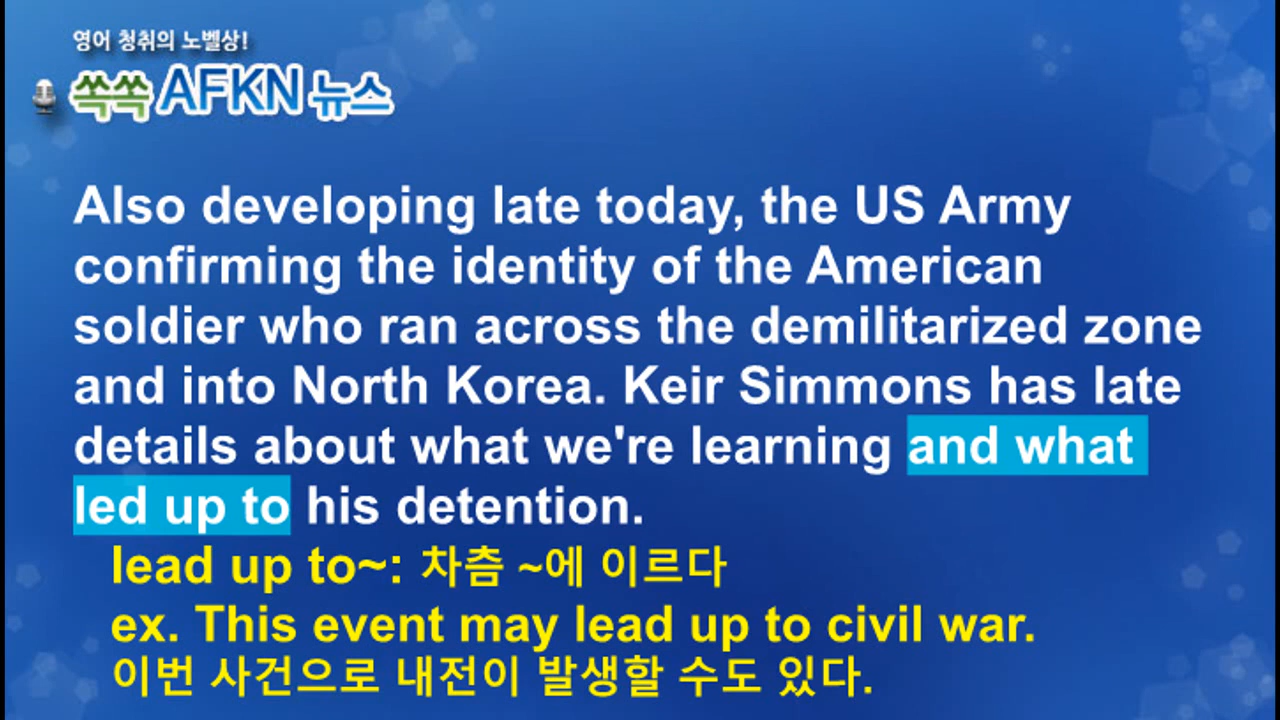 영어 청취의 노벨상!
쏙쏙 AFKN 뉴스
Also developing late today, the US Army
confirming the identity of the American
soldier who ran across the demilitarized zone
and into North Korea. Keir Simmons has late
details about what we're learning and what
led up to his detention.
lead up to~: 차츰 ~에 이르다
ex. This event may lead up to civil war.
이번 사건으로 내전이 발생할 수도 있다.